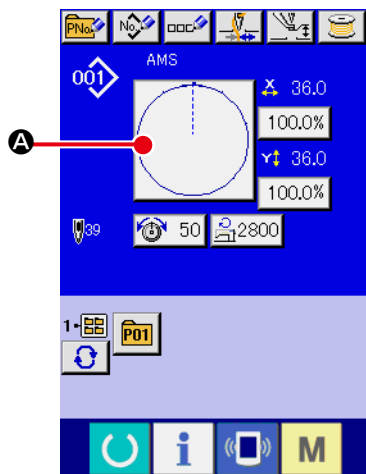 PNo. No.
AMS
001
X 36.0
100.0%
A
Y 36.0
100.0%
39 50 2800
1• P01
i M